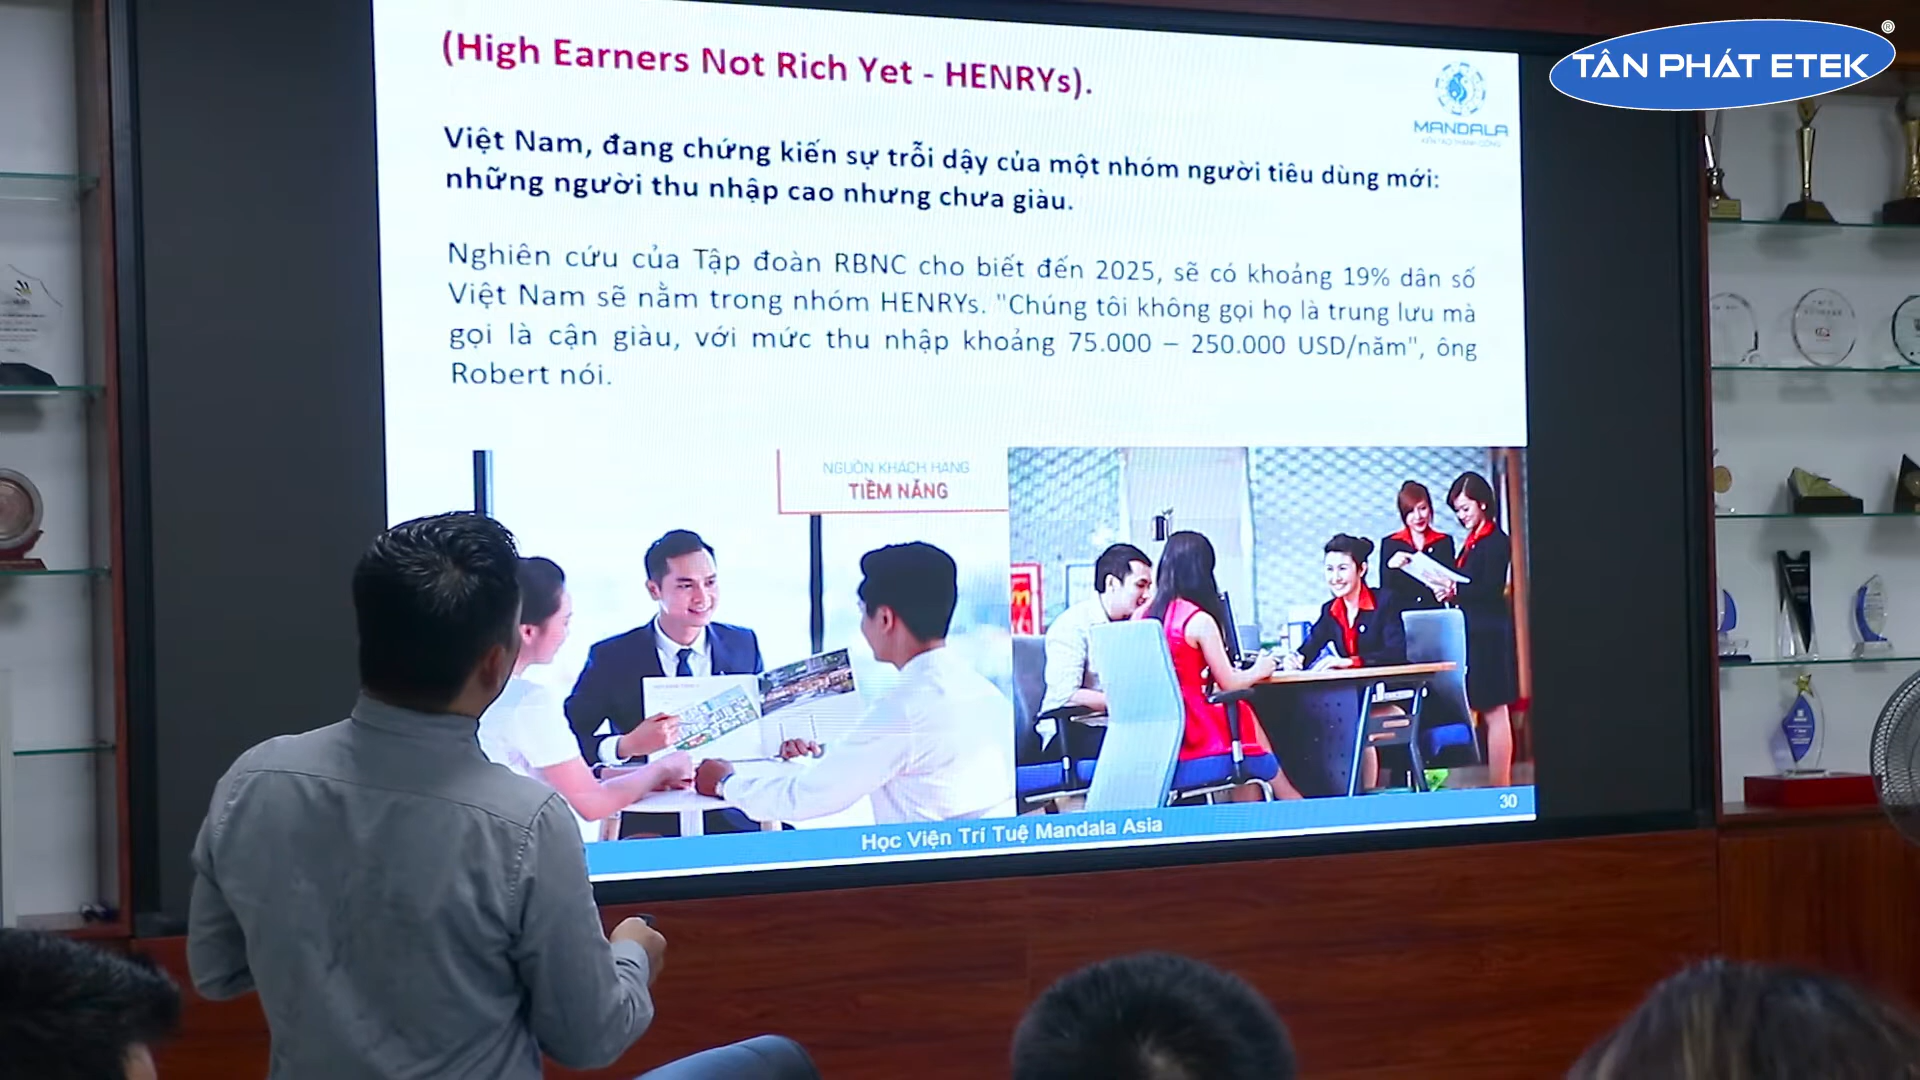 (High Earners Not Rich Yet - HENRYs).
TÂN PHÁT ETEK
®
MANDALA
Việt Nam, đang chứng kiến sự trỗi dậy của một nhóm người tiêu dùng mới:
những người thu nhập cao nhưng chưa giàu.
Nghiên cứu của Tập đoàn RBNC cho biết đến 2025, sẽ có khoảng 19% dân số
Việt Nam sẽ nằm trong nhóm HENRYs. "Chúng tôi không gọi họ là trung lưu mà
gọi là cận giàu, với mức thu nhập khoảng 75.000 – 250.000 USD/năm", ông
Robert nói.
NGUỒN KHÁCH HÀNG
TIỀM NĂNG
30
Học Viện Trí Tuệ Mandala Asia